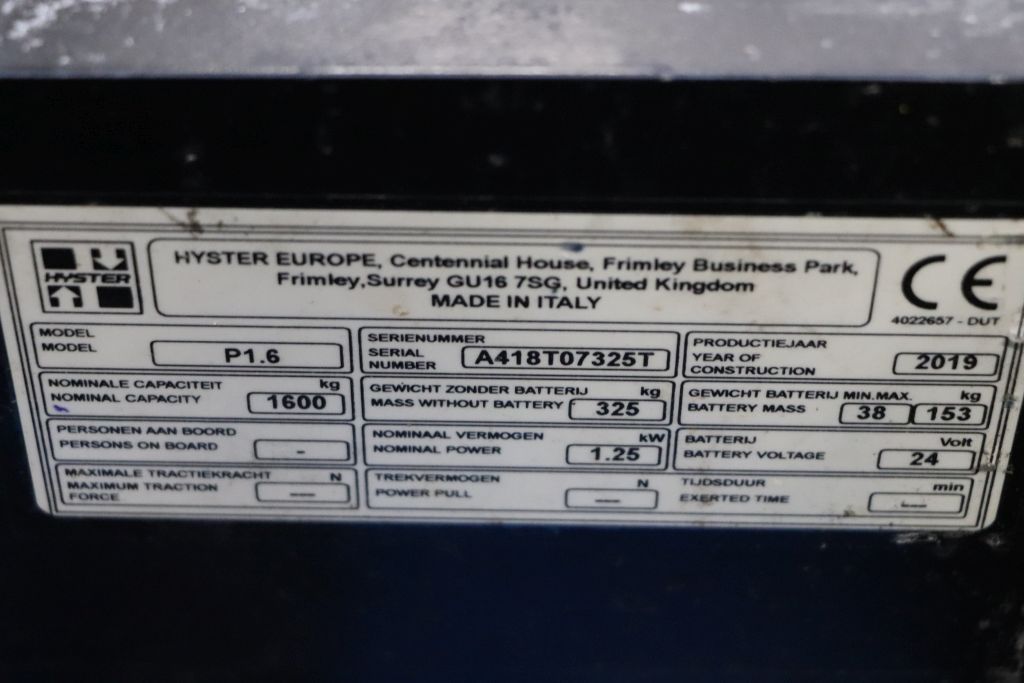 HYSTER
HYSTER EUROPE, Centennial House, Frimley Business Park,
Frimley,Surrey GU16 7SG, United Kingdom
MADE IN ITALY
CE
4022657 - DUT
MODEL
MODEL
P1.6
SERIENUMMER
SERIAL
NUMBER
A418T07325T
PRODUCTIEJAAR
YEAR OF
CONSTRUCTION
2019
NOMINALE CAPACITEIT kg
NOMINAL CAPACITY
1600
GEWICHT ZONDER BATTERIJ kg
MASS WITHOUT BATTERY
325
GEWICHT BATTERIJ MIN.MAX. kg
BATTERY MASS
38 153
PERSONEN AAN BOORD
PERSONS ON BOARD
-
NOMINAAL VERMOGEN kW
NOMINAL POWER
1.25
BATTERIJ Volt
BATTERY VOLTAGE
24
MAXIMALE TRACTIEKRACHT N
MAXIMUM TRACTION
FORCE
---
TREKVERMOGEN N
POWER PULL
---
TIJDSDUUR min
EXERTED TIME
---